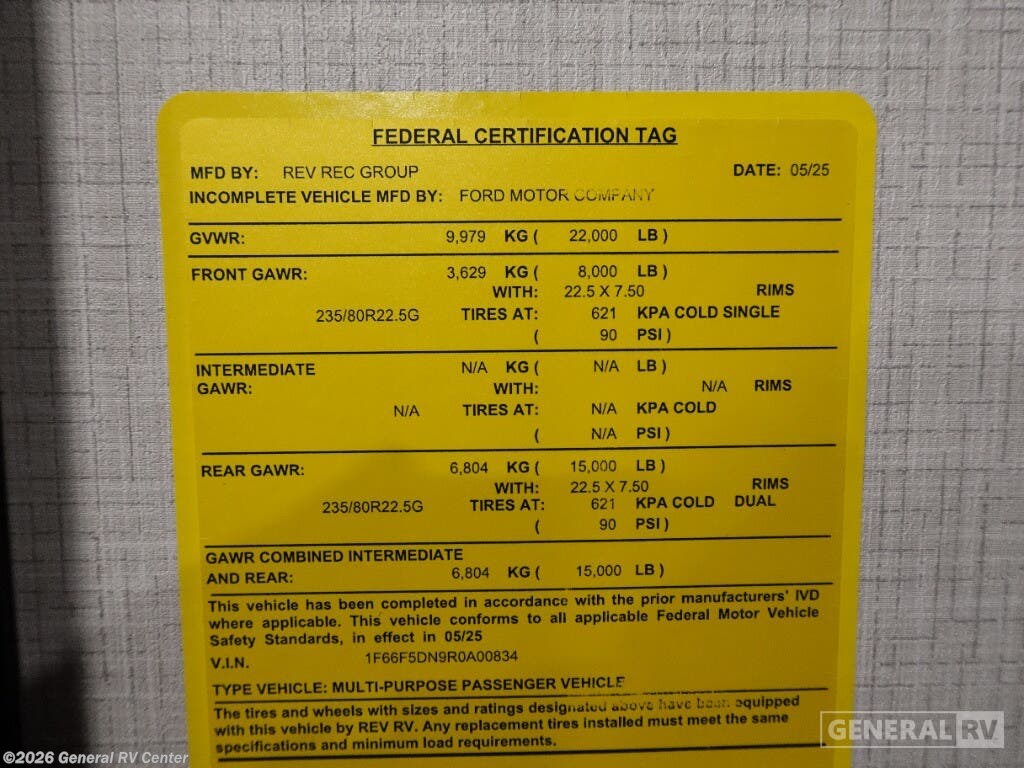 FEDERAL CERTIFICATION TAG
MFD BY: REV REC GROUP DATE: 05/25
INCOMPLETE VEHICLE MFD BY: FORD MOTOR COMPANY
GVWR: 9,979 KG ( 22,000 LB )
FRONT GAWR: 3,629 KG ( 8,000 LB )
WITH: 22.5 X 7.50 RIMS
235/80R22.5G TIRES AT: 621 KPA COLD SINGLE
( 90 PSI )
INTERMEDIATE N/A KG ( N/A LB )
GAWR: WITH: N/A RIMS
N/A TIRES AT: N/A KPA COLD
( N/A PSI )
REAR GAWR: 6,804 KG ( 15,000 LB )
WITH: 22.5 X 7.50 RIMS
235/80R22.5G TIRES AT: 621 KPA COLD DUAL
( 90 PSI )
GAWR COMBINED INTERMEDIATE
AND REAR: 6,804 KG ( 15,000 LB )
This vehicle has been completed in accordance with the prior manufacturers' IVD
where applicable. This vehicle conforms to all applicable Federal Motor Vehicle
Safety Standards, in effect in 05/25
V.I.N. 1F66F5DN9R0A00834
TYPE VEHICLE: MULTI-PURPOSE PASSENGER VEHICLE
The tires and wheels with sizes and ratings designated above have been equipped
with this vehicle by REV RV. Any replacement tires installed must meet the same
specifications and minimum load requirements.
GENERAL RV
©2026 General RV Center